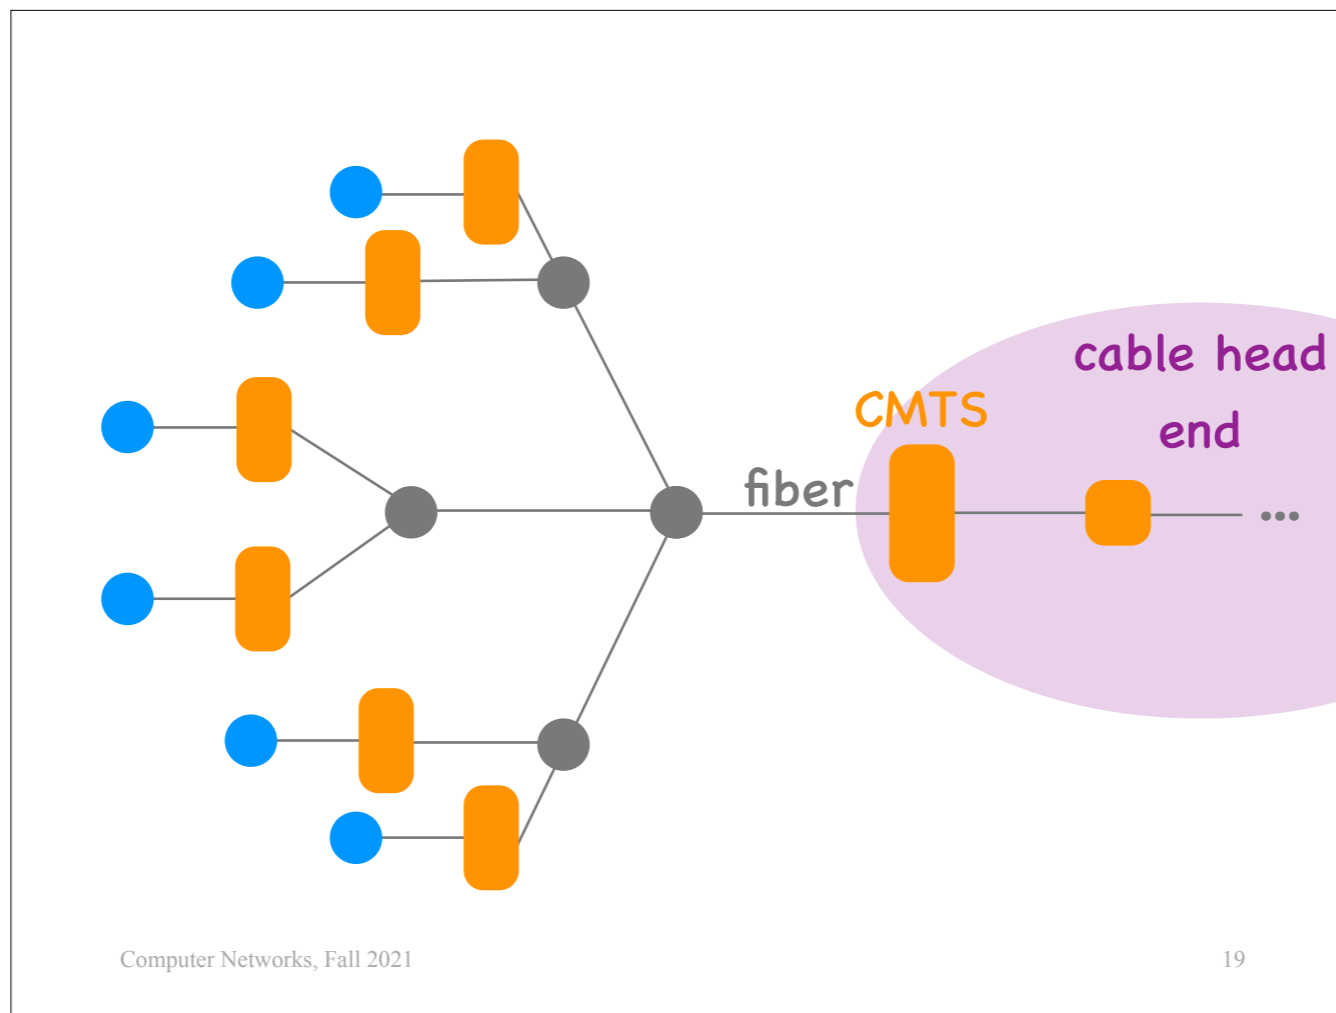 cable head
end
CMTS
fiber
...
Computer Networks, Fall 2021
19